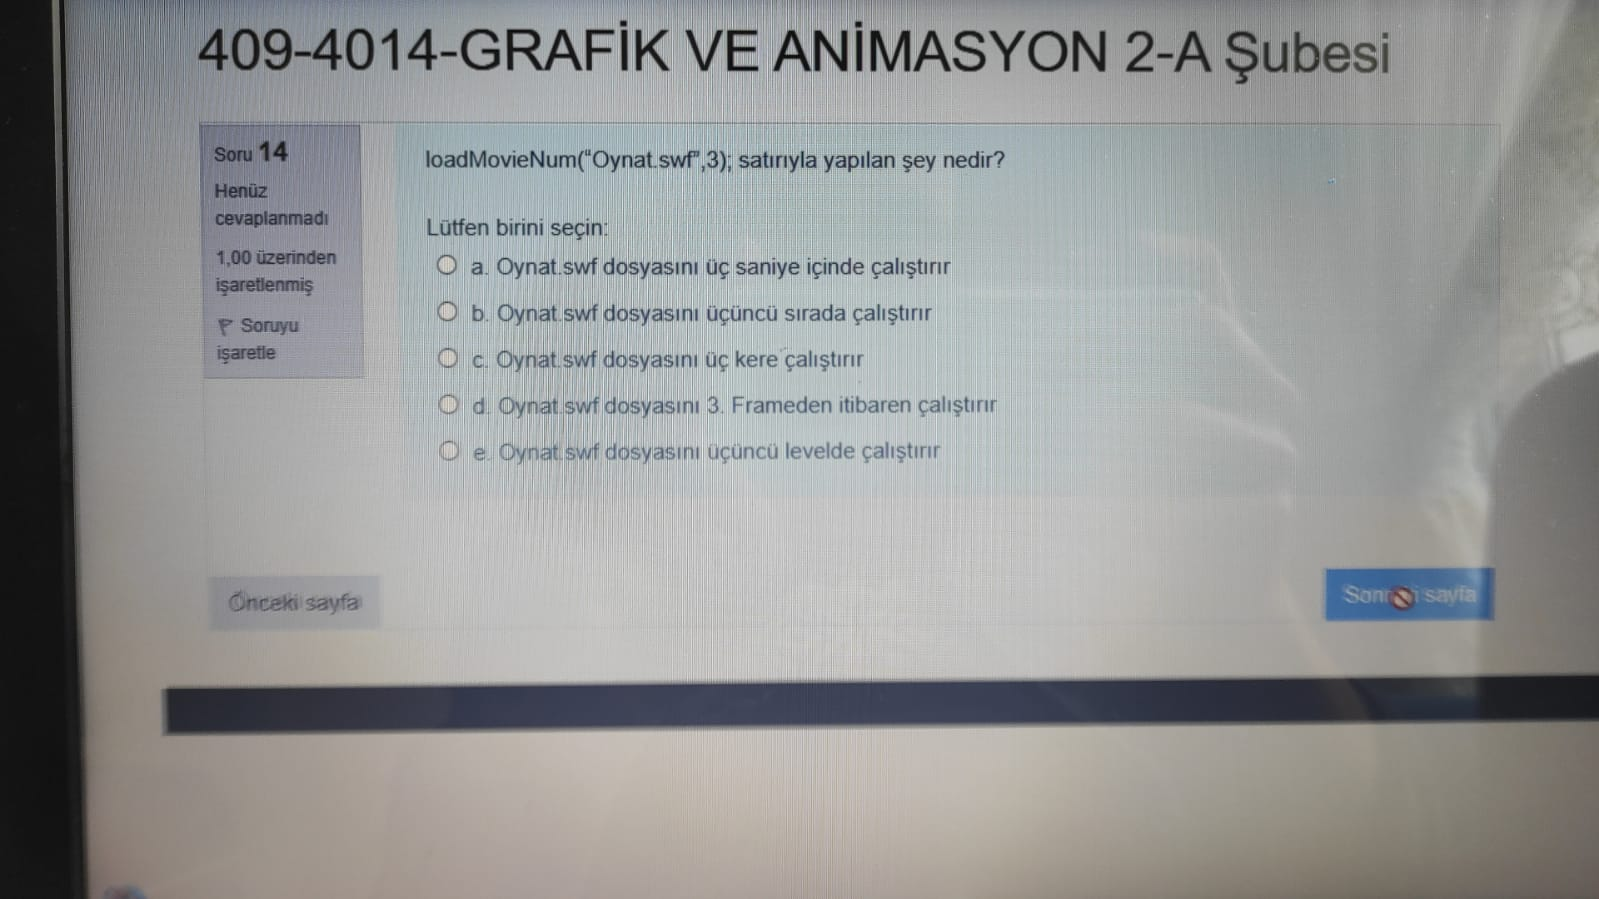 409-4014-GRAFİK VE ANİMASYON 2-A Şubesi
Soru 14
Henüz
cevaplanmadı
1,00 üzerinden
işaretlenmiş
Soruyu
işaretle
loadMovieNum("Oynat.swf",3); satırıyla yapılan şey nedir?
Lütfen birini seçin:
a. Oynat.swf dosyasını üç saniye içinde çalıştırır
b. Oynat.swf dosyasını üçüncü sırada çalıştırır
c. Oynat.swf dosyasını üç kere çalıştırır
d. Oynat.swf dosyasını 3. Frameden itibaren çalıştırır
e. Oynat.swf dosyasını üçüncü levelde çalıştırır
Önceki sayfa
Sonraki sayfa